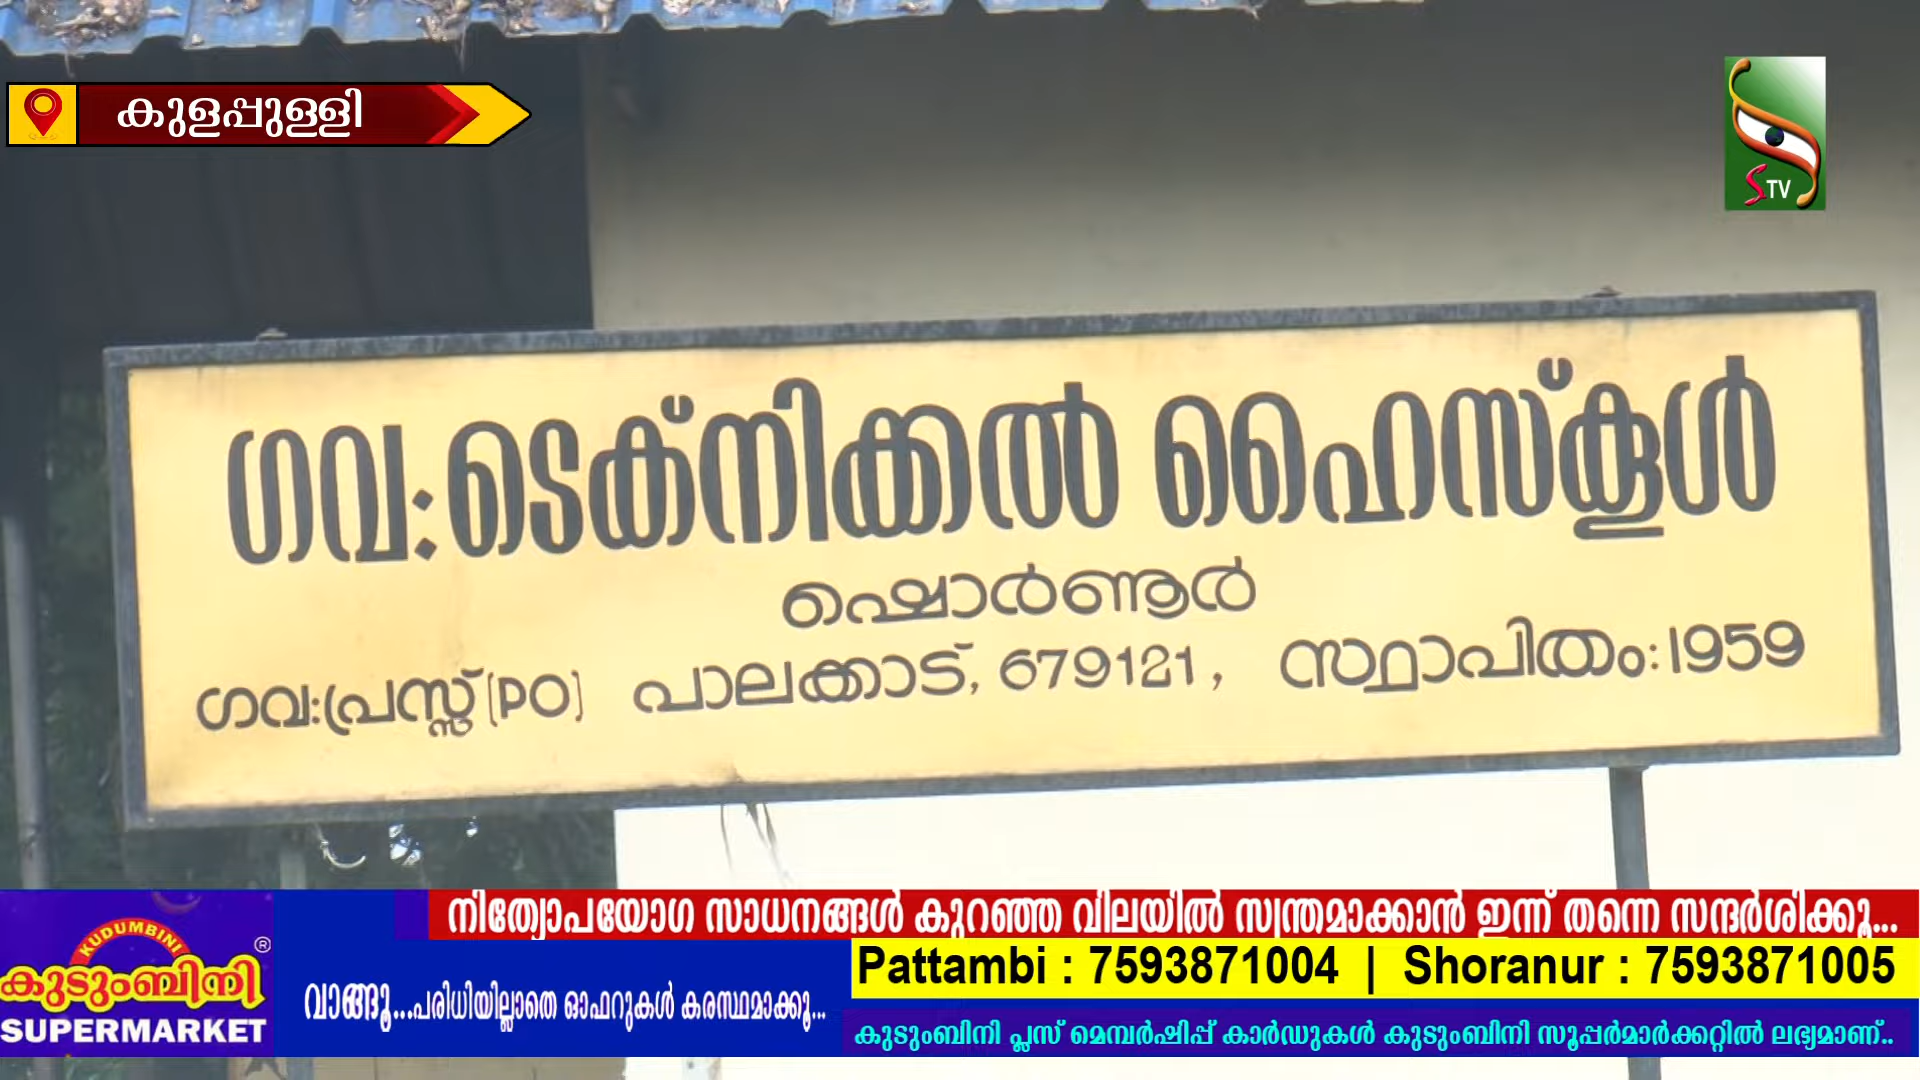 കുളപ്പുള്ളി
S TV
ഗവ:ടെക്നിക്കൽ ഹൈസ്കൂൾ
ഷൊർണ്ണൂർ
ഗവ:പ്രസ്സ് (PO) പാലക്കാട്, 679121, സ്ഥാപിതം:1959
നിത്യോപയോഗ സാധനങ്ങൾ കുറഞ്ഞ വിലയിൽ സ്വന്തമാക്കാൻ ഇന്ന് തന്നെ സന്ദർശിക്കൂ...
KUDUMBINI ®
കുടുംബിനി
SUPERMARKET
വാങ്ങൂ...പരിധിയില്ലാതെ ഓഫറുകൾ കരസ്ഥമാക്കൂ...
Pattambi : 7593871004 | Shoranur : 7593871005
കുടുംബിനി പ്ലസ് മെമ്പർഷിപ്പ് കാർഡുകൾ കുടുംബിനി സൂപ്പർമാർക്കറ്റിൽ ലഭ്യമാണ്..